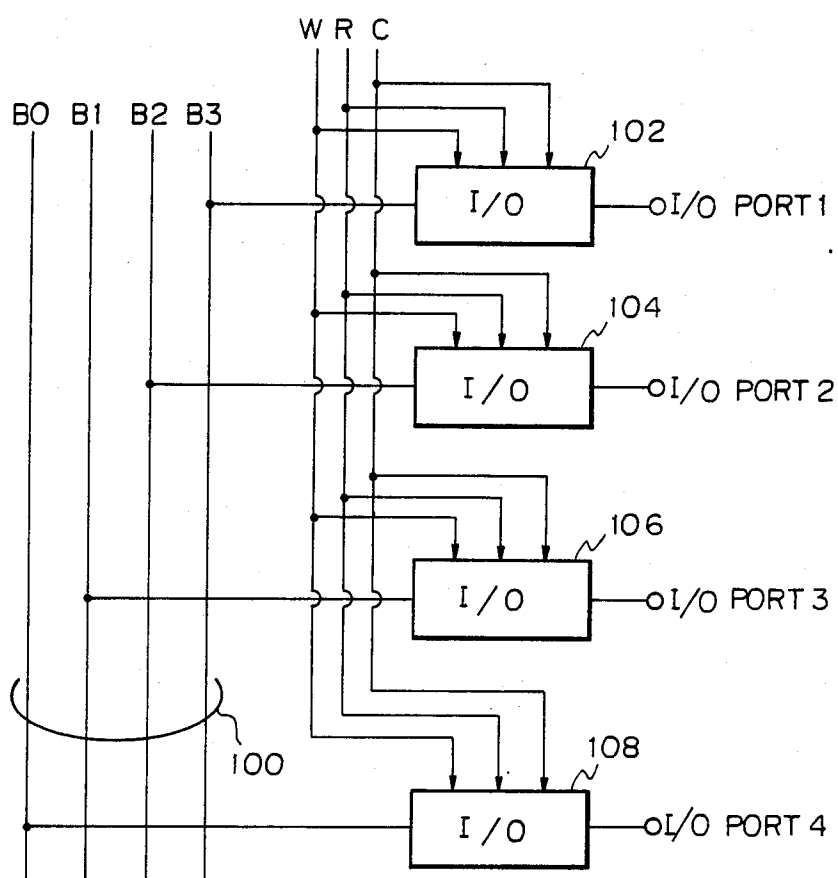 W R C
B0 B1 B2 B3
102
I/O
I/O PORT 1
104
I/O
I/O PORT 2
106
I/O
I/O PORT 3
100
108
I/O
I/O PORT 4